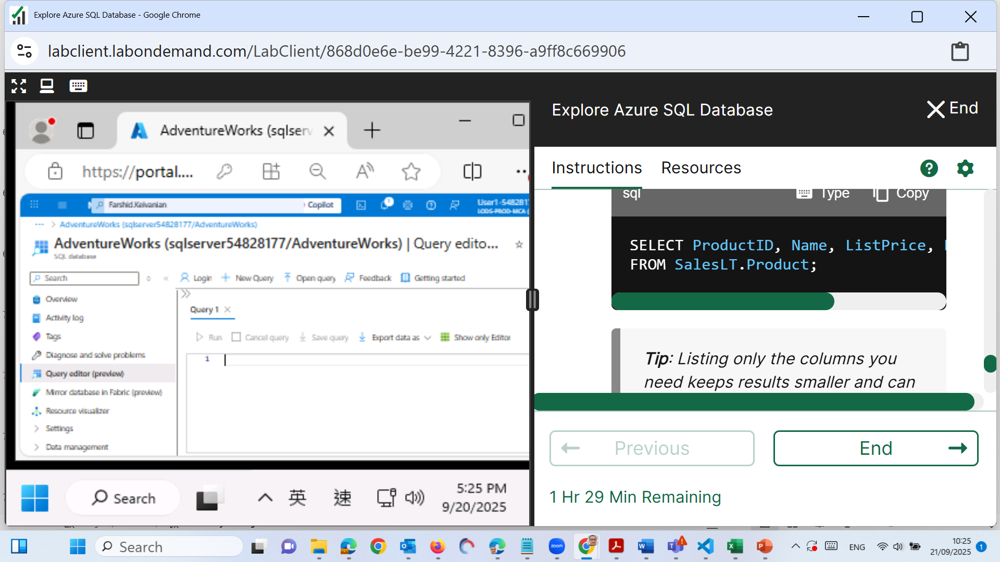 Explore Azure SQL Database - Google Chrome
labclient.labondemand.com/LabClient/868d0e6e-be99-4221-8396-a9ff8c669906
AdventureWorks (sqlserv
https://portal....
Farshid.Keivanian
Copilot
User1-5482817
LODS-PROD-MCA (
AdventureWorks (sqlserver54828177/AdventureWorks)
AdventureWorks (sqlserver54828177/AdventureWorks) | Query edito...
SQL database
Search
Login
New Query
Open query
Feedback
Getting started
Overview
Activity log
Tags
Diagnose and solve problems
Query editor (preview)
Mirror database in Fabric (preview)
Resource visualizer
Settings
Data management
Query 1
Run
Cancel query
Save query
Export data as
Show only Editor
1
Search
英
速
5:25 PM
9/20/2025
Explore Azure SQL Database
End
Instructions
Resources
sql
Type
Copy
SELECT ProductID, Name, ListPrice,
FROM SalesLT.Product;
Tip: Listing only the columns you
need keeps results smaller and can
Previous
End
1 Hr 29 Min Remaining
Search
zoom
ENG
10:25
21/09/2025
1